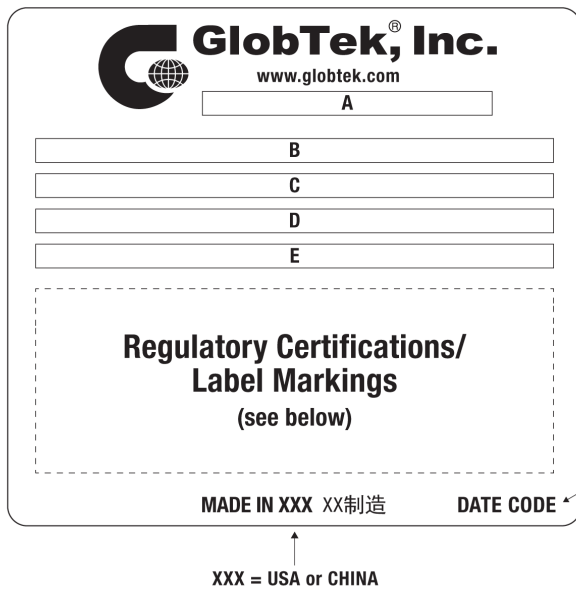 GlobTek,® Inc.
www.globtek.com
A
B
C
D
E
Regulatory Certifications/
Label Markings
(see below)
MADE IN XXX XX制造 DATE CODE
XXX = USA or CHINA